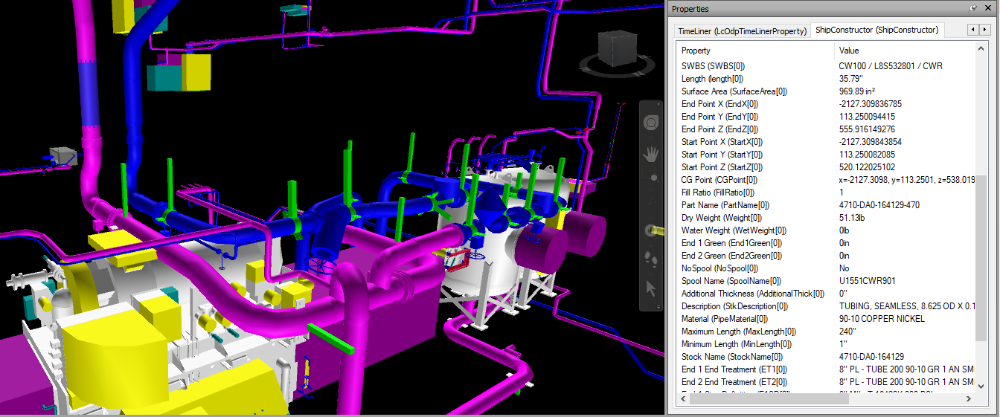 Properties
TimeLiner (LcOdpTimeLinerProperty) ShipConstructor (ShipConstructor)
Property Value
SWBS (SWBS[0]) CW100 / L8S532801 / CWR
Length (length[0]) 35.79"
Surface Area (SurfaceArea[0]) 969.89 in²
End Point X (EndX[0]) -2127.309836785
End Point Y (EndY[0]) 113.250094415
End Point Z (EndZ[0]) 555.916149276
Start Point X (StartX[0]) -2127.309843854
Start Point Y (StartY[0]) 113.250082085
Start Point Z (StartZ[0]) 520.122025102
CG Point (CGPoint[0]) x=-2127.3098, y=113.2501, z=538.019
Fill Ratio (FillRatio[0]) 1
Part Name (PartName[0]) 4710-DA0-164129-470
Dry Weight (Weight[0]) 51.13lb
Water Weight (WetWeight[0]) 0lb
End 1 Green (End1Green[0]) 0in
End 2 Green (End2Green[0]) 0in
NoSpool (NoSpool[0]) No
Spool Name (SpoolName[0]) U1551CWR901
Additional Thickness (AdditionalThick[0]) 0"
Description (StkDescription[0]) TUBING, SEAMLESS, 8.625 OD X 0.1
Material (PipeMaterial[0]) 90-10 COPPER NICKEL
Maximum Length (MaxLength[0]) 240"
Minimum Length (MinLength[0]) 1"
Stock Name (StockName[0]) 4710-DA0-164129
End 1 End Treatment (ET1[0]) 8" PL - TUBE 200 90-10 GR 1 AN SM
End 2 End Treatment (ET2[0]) 8" PL - TUBE 200 90-10 GR 1 AN SM